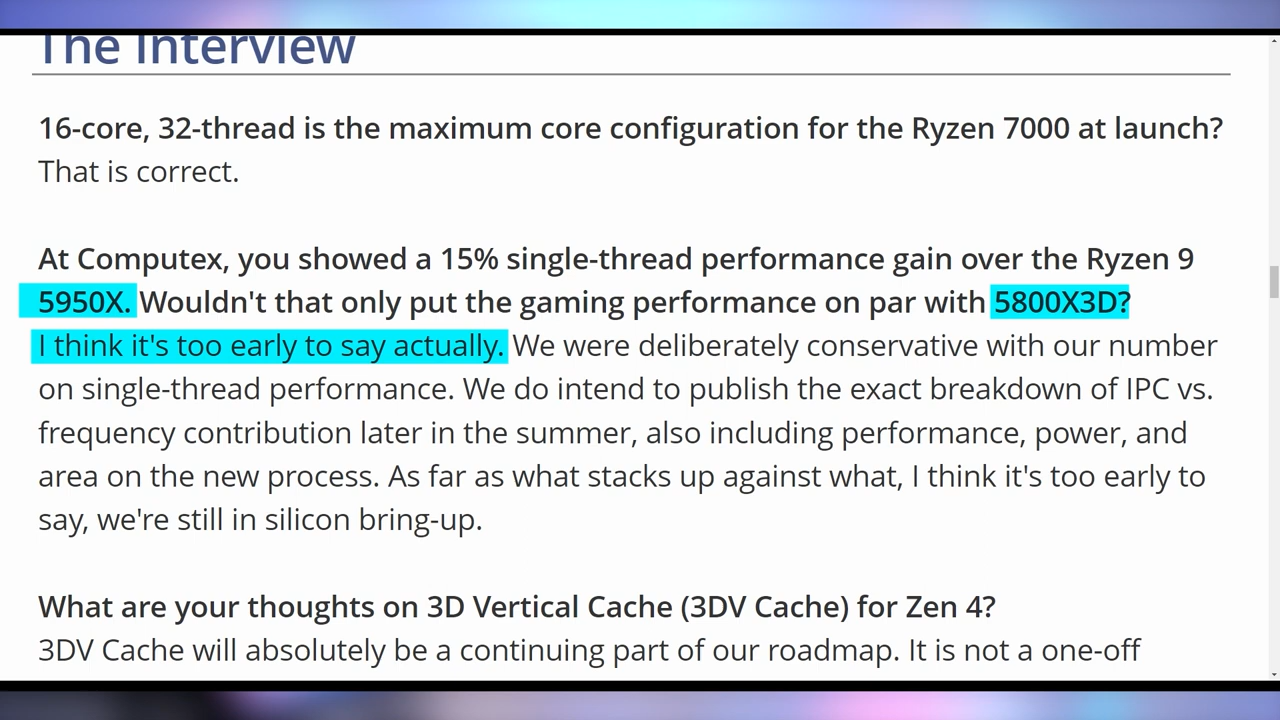 The Interview
16-core, 32-thread is the maximum core configuration for the Ryzen 7000 at launch?
That is correct.
At Computex, you showed a 15% single-thread performance gain over the Ryzen 9
5950X. Wouldn't that only put the gaming performance on par with 5800X3D?
I think it's too early to say actually. We were deliberately conservative with our number
on single-thread performance. We do intend to publish the exact breakdown of IPC vs.
frequency contribution later in the summer, also including performance, power, and
area on the new process. As far as what stacks up against what, I think it's too early to
say, we're still in silicon bring-up.
What are your thoughts on 3D Vertical Cache (3DV Cache) for Zen 4?
3DV Cache will absolutely be a continuing part of our roadmap. It is not a one-off